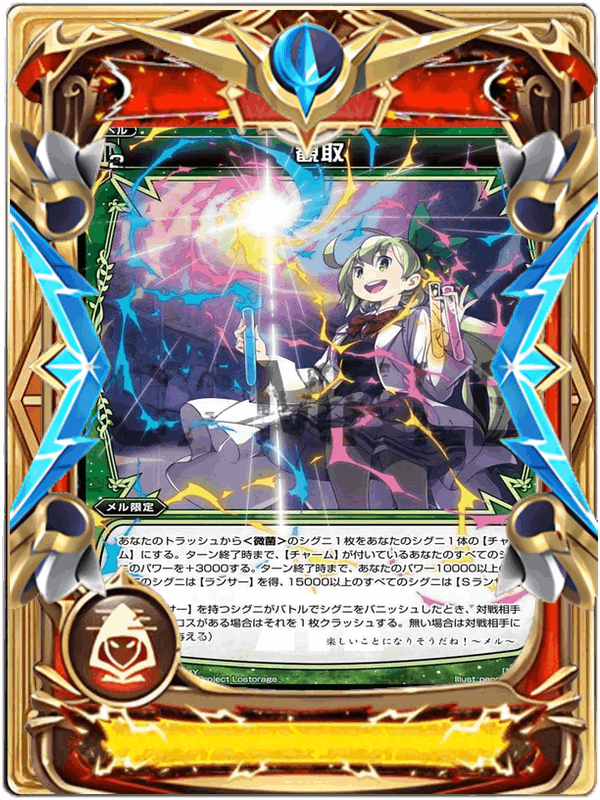 観取
メル限定
あなたのトラッシュから<微菌>のシグニ1枚をあなたのシグニ1体の【チャー
ム】にする。ターン終了時まで、【チャーム】が付いているあなたのすべてのシ
のパワーを+3000する。ターン終了時まで、あなたのパワー10000以上の
のシグニは【ランサー】を得、15000以上のすべてのシグニは【Sランサ
サー】を持つシグニがバトルでシグニをバニッシュしたとき、対戦相手
ロスがある場合はそれを1枚クラッシュする。無い場合は対戦相手に
与える）
楽しいことになりそうだね！～メル～
Project Lostorage
Illust.